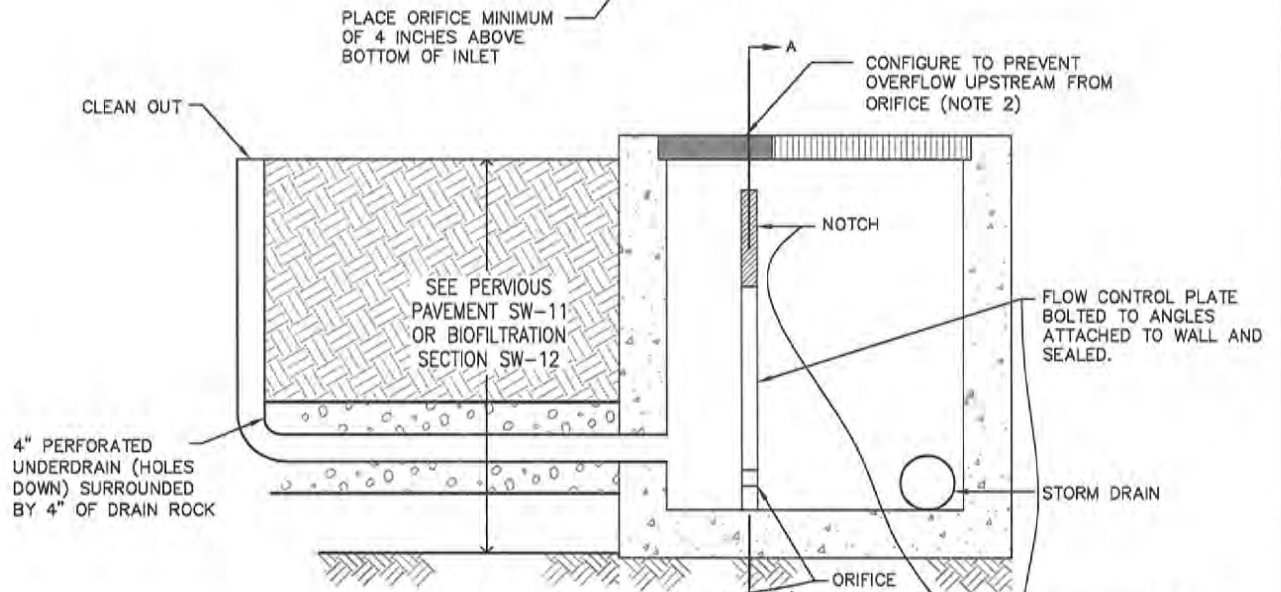 PLACE ORIFICE MINIMUM
OF 4 INCHES ABOVE
BOTTOM OF INLET
A
CONFIGURE TO PREVENT
OVERFLOW UPSTREAM FROM
ORIFICE (NOTE 2)
CLEAN OUT
NOTCH
SEE PERVIOUS
PAVEMENT SW-11
OR BIOFILTRATION
SECTION SW-12
FLOW CONTROL PLATE
BOLTED TO ANGLES
ATTACHED TO WALL AND
SEALED.
4" PERFORATED
UNDERDRAIN (HOLES
DOWN) SURROUNDED
BY 4" OF DRAIN ROCK
STORM DRAIN
ORIFICE